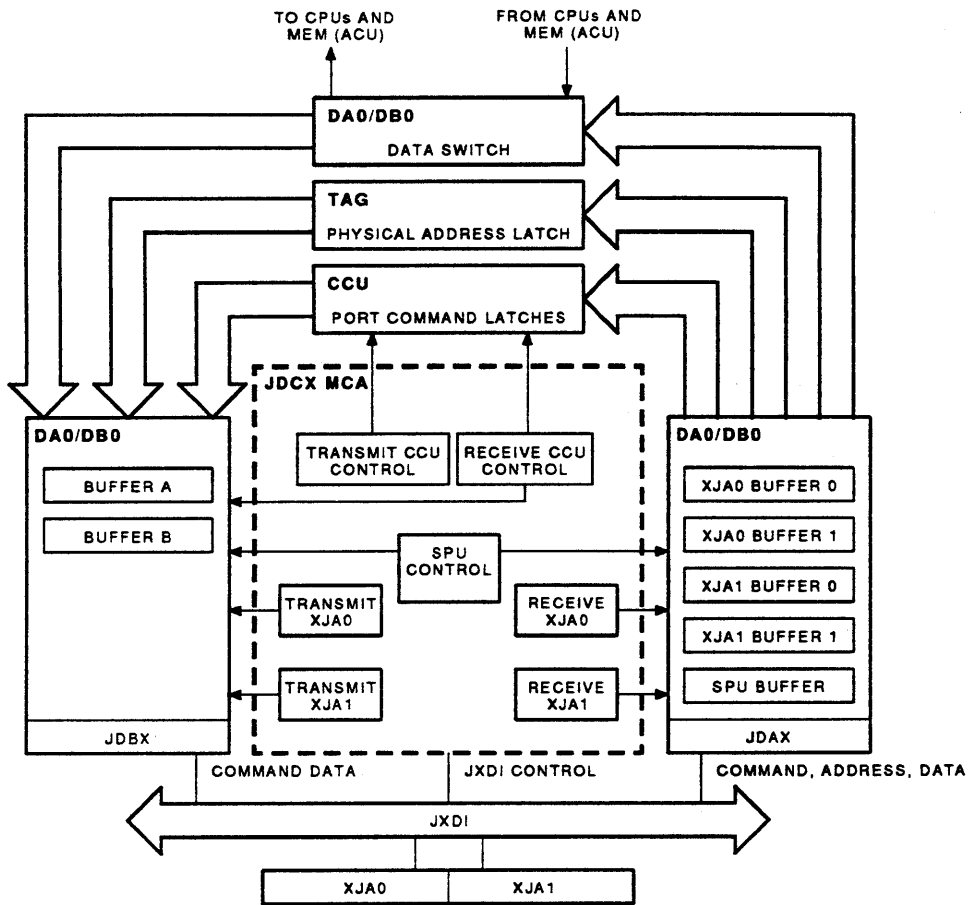 TO CPUs AND
MEM (ACU)
FROM CPUs AND
MEM (ACU)
DA0/DB0
DATA SWITCH
TAG
PHYSICAL ADDRESS LATCH
CCU
PORT COMMAND LATCHES
JDCX MCA
DA0/DB0
BUFFER A
BUFFER B
JDBX
TRANSMIT CCU
CONTROL
RECEIVE CCU
CONTROL
SPU
CONTROL
TRANSMIT
XJA0
RECEIVE
XJA0
TRANSMIT
XJA1
RECEIVE
XJA1
DA0/DB0
XJA0 BUFFER 0
XJA0 BUFFER 1
XJA1 BUFFER 0
XJA1 BUFFER 1
SPU BUFFER
JDAX
COMMAND DATA
JXDI CONTROL
COMMAND, ADDRESS, DATA
JXDI
XJA0
XJA1